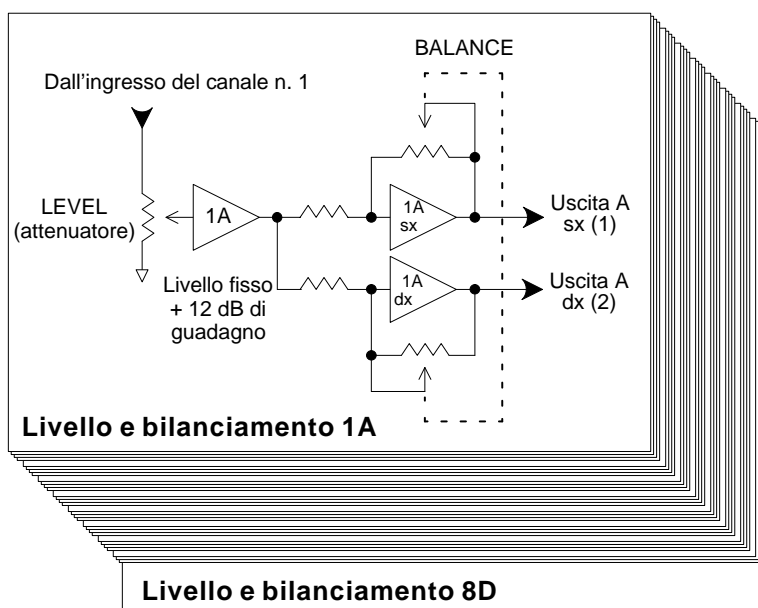 BALANCE
Dall'ingresso del canale n. 1
LEVEL
(attenuatore)
1A
1A
sx
Uscita A
sx (1)
Livello fisso
+ 12 dB di
guadagno
1A
dx
Uscita A
dx (2)
Livello e bilanciamento 1A
Livello e bilanciamento 8D